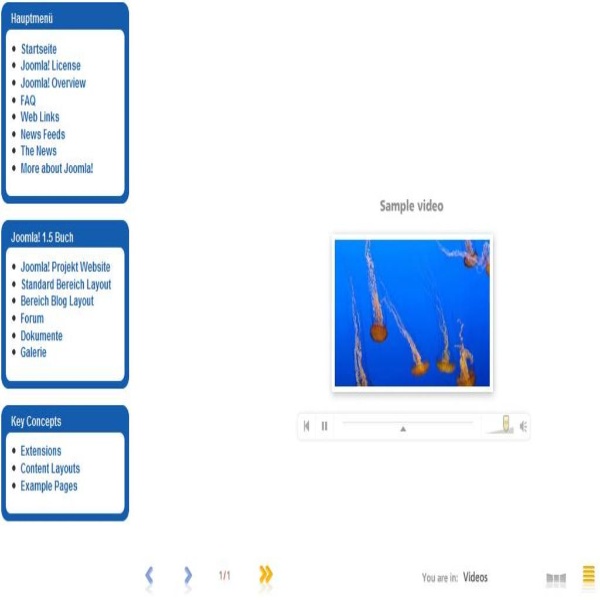 Hauptmenü
Startseite
Joomla! License
Joomla! Overview
FAQ
Web Links
News Feeds
The News
More about Joomla!
Joomla! 1.5 Buch
Joomla! Projekt Website
Standard Bereich Layout
Bereich Blog Layout
Forum
Dokumente
Galerie
Key Concepts
Extensions
Content Layouts
Example Pages
Sample video
1/1
You are in: Videos